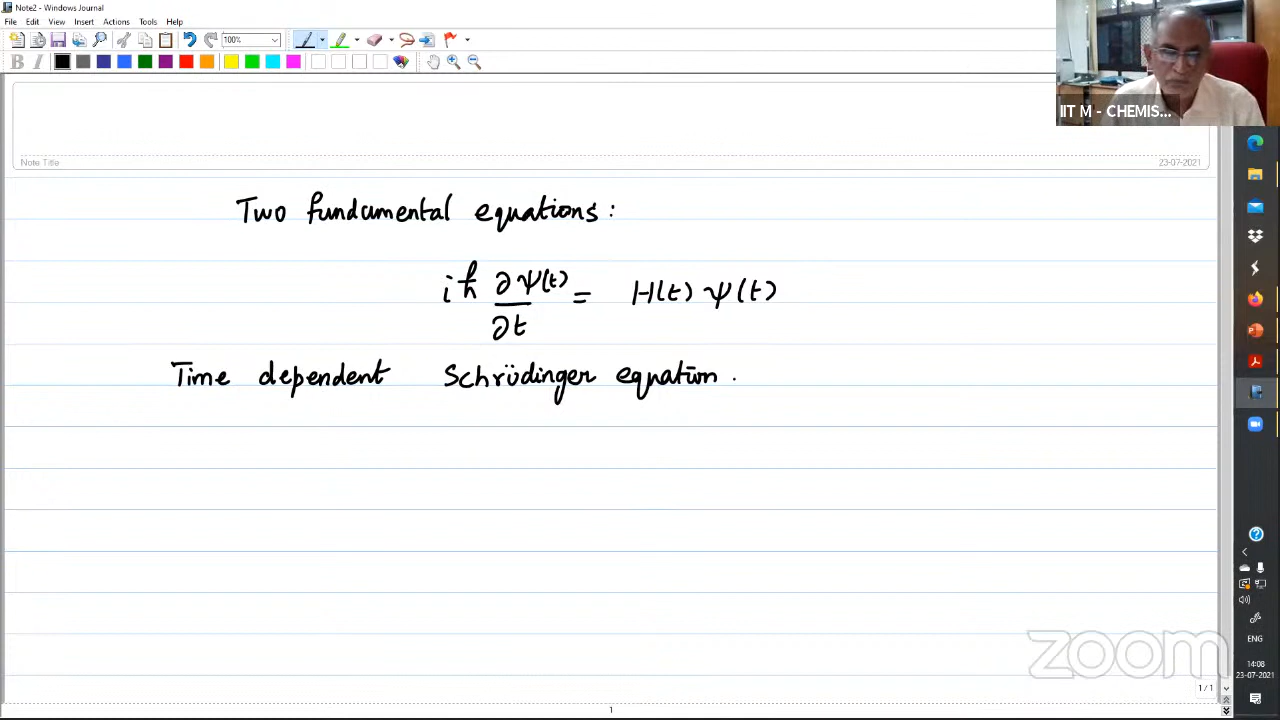 Note2 - Windows Journal
File Edit View Insert Actions Tools Help
100%
B I
IIT M - CHEMIS...
Note Title
23-07-2021
Two fundamental equations:
iħ ∂Ψ(t)/∂t = H(t) Ψ(t)
Time dependent Schrödinger equation.
zoom
ENG
14:08
23-07-2021
1 / 1
1